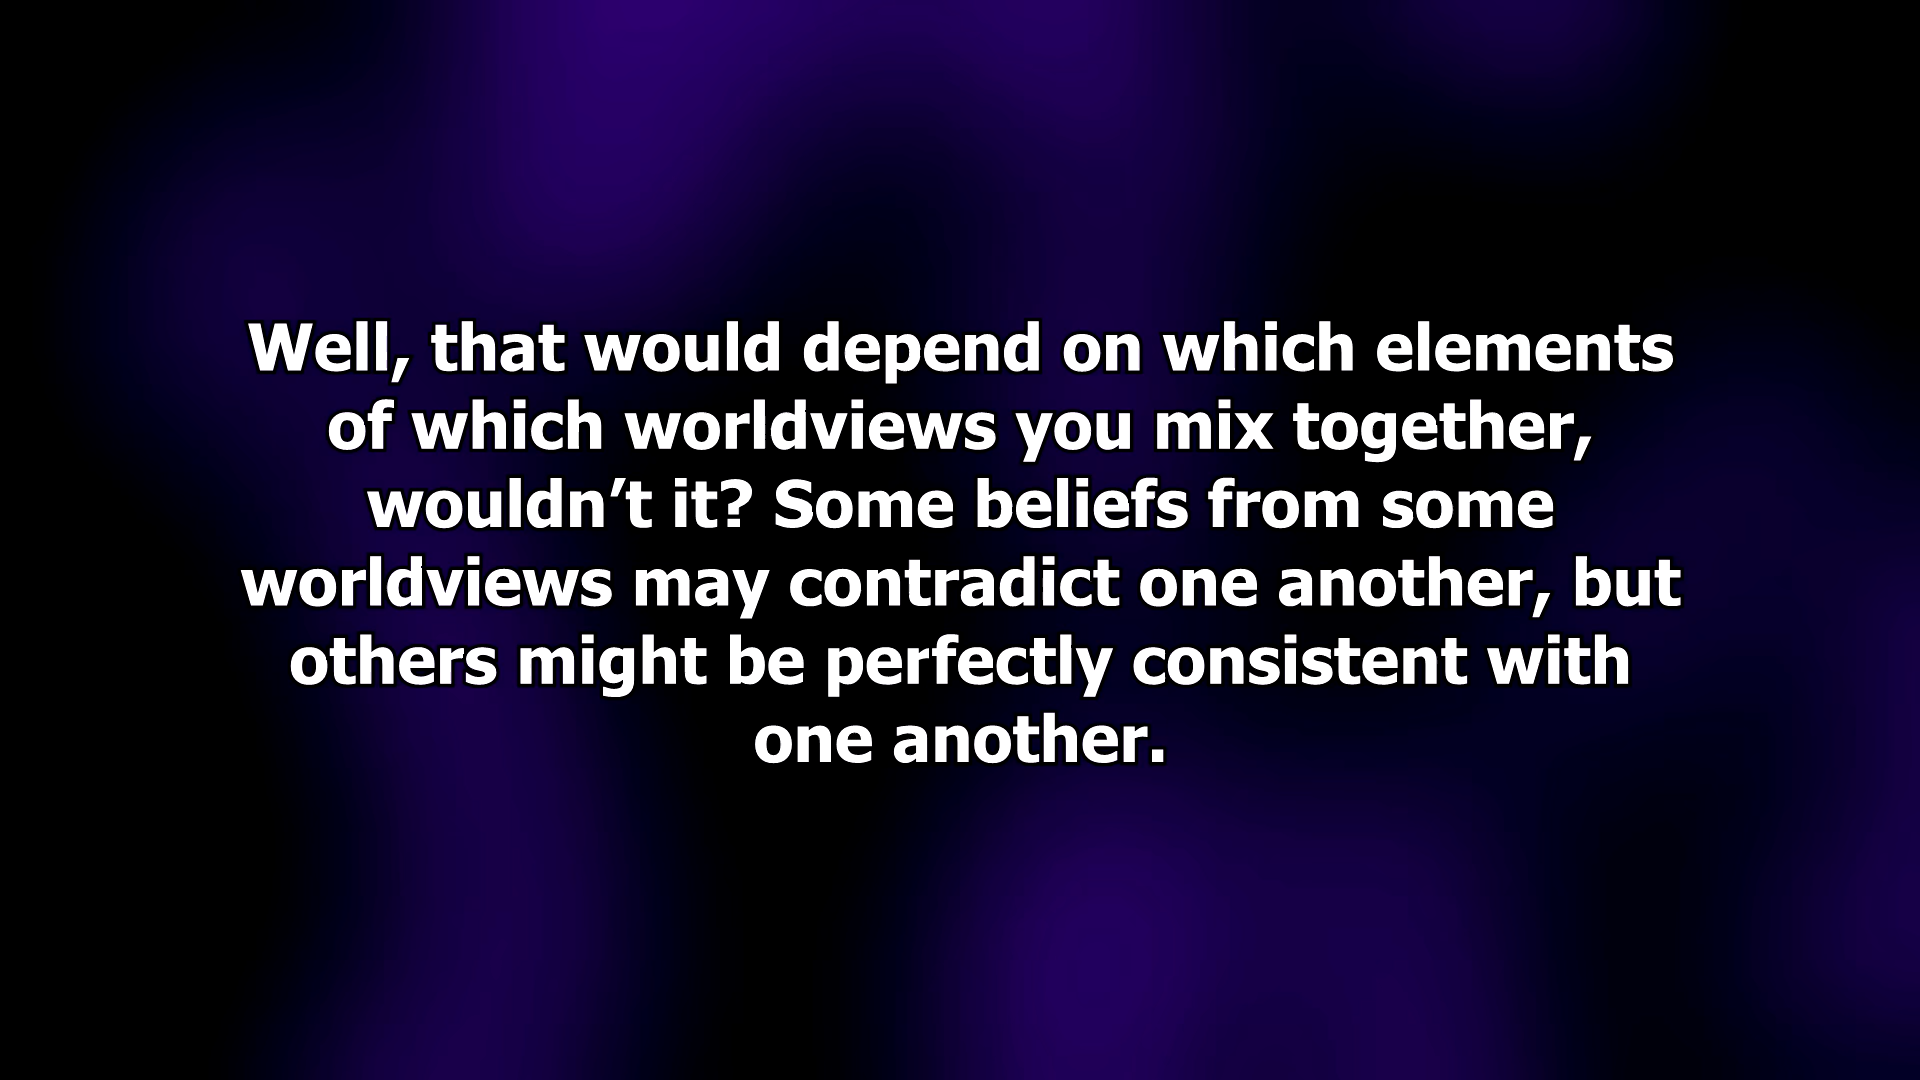 Well, that would depend on which elements
of which worldviews you mix together,
wouldn’t it? Some beliefs from some
worldviews may contradict one another, but
others might be perfectly consistent with
one another.